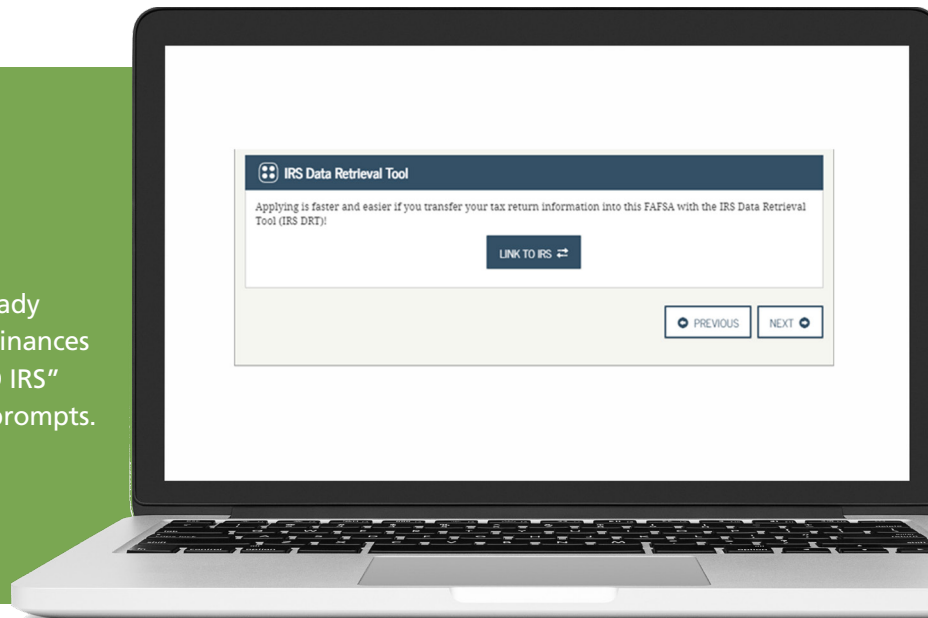 ady
inances
IRS"
prompts.
IRS Data Retrieval Tool
Applying is faster and easier if you transfer your tax return information into this FAFSA with the IRS Data Retrieval
Tool (IRS DRT)!
LINK TO IRS
PREVIOUS
NEXT